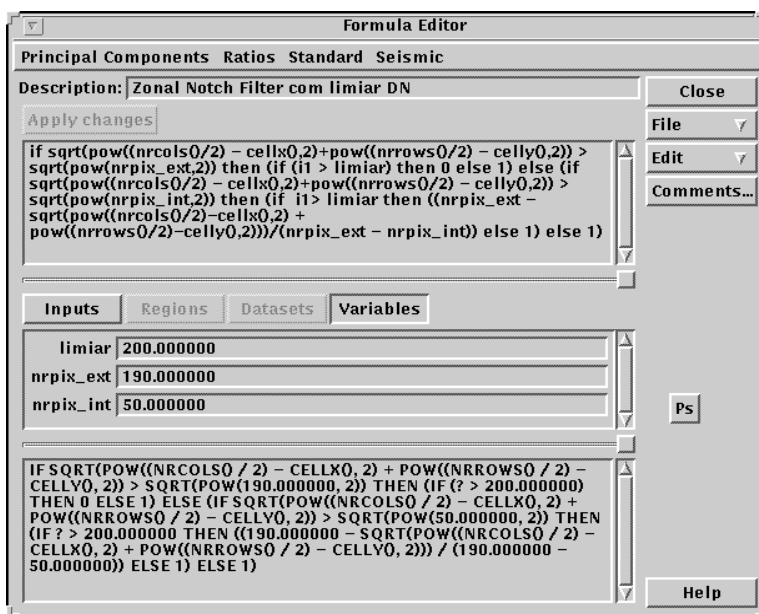 Formula Editor
Principal Components Ratios Standard Seismic
Description: Zonal Notch Filter com limiar DN
Close
Apply changes
File
Edit
Comments...
if sqrt(pow((nrcols()/2) – cellx(),2)+pow((nrrows()/2) – celly(),2)) >
sqrt(pow(nrpix_ext,2)) then (if (i1 > limiar) then 0 else 1) else (if
sqrt(pow((nrcols()/2) – cellx(),2)+pow((nrrows()/2) – celly(),2)) >
sqrt(pow(nrpix_int,2)) then (if i1> limiar then ((nrpix_ext –
sqrt(pow((nrcols()/2)–cellx(),2) +
pow((nrrows()/2)–celly(),2)))/(nrpix_ext – nrpix_int)) else 1) else 1)
Inputs Regions Datasets Variables
limiar 200.000000
nrpix_ext 190.000000
nrpix_int 50.000000
Ps
IF SQRT(POW((NRCOLS() / 2) – CELLX(), 2) + POW((NRROWS() / 2) –
CELLY(), 2)) > SQRT(POW(190.000000, 2)) THEN (IF (? > 200.000000)
THEN 0 ELSE 1) ELSE (IF SQRT(POW((NRCOLS() / 2) – CELLX(), 2) +
POW((NRROWS() / 2) – CELLY(), 2)) > SQRT(POW(50.000000, 2)) THEN
(IF ? > 200.000000 THEN ((190.000000 – SQRT(POW((NRCOLS() / 2) –
CELLX(), 2) + POW((NRROWS() / 2) – CELLY(), 2))) / (190.000000 –
50.000000)) ELSE 1) ELSE 1)
Help